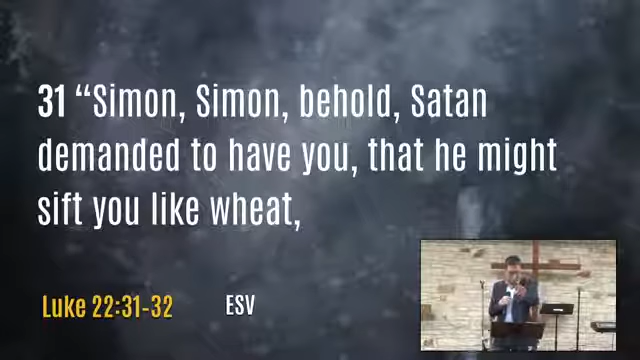 31 “Simon, Simon, behold, Satan
demanded to have you, that he might
sift you like wheat,
Luke 22:31-32 ESV